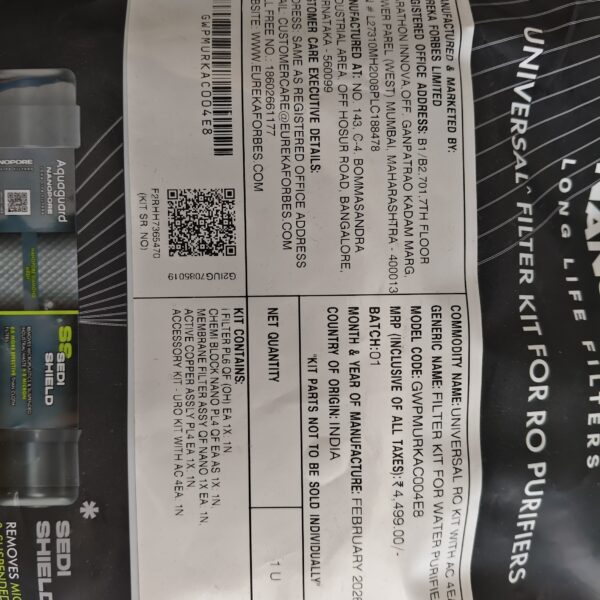 LONG LIFE FILTERS
UNIVERSAL^ FILTER KIT FOR RO PURIFIERS
MANUFACTURED & MARKETED BY:
EUREKA FORBES LIMITED
REGISTERED OFFICE ADDRESS: B1/B2,701,7TH FLOOR
MARATHON INNOVA, OFF. GANPATRAO KADAM MARG,
LOWER PAREL (WEST) MUMBAI, MAHARASHTRA - 400013
# L27310MH2008PLC188478
MANUFACTURED AT: NO. 143, C-4, BOMMASANDRA
INDUSTRIAL AREA, OFF HOSUR ROAD, BANGALORE,
KARNATAKA - 560099
CUSTOMER CARE EXECUTIVE DETAILS:
ADDRESS: SAME AS REGISTERED OFFICE ADDRESS
CUSTOMERCARE@EUREKAFORBES.COM
FREE NO: 18602661177
WEBSITE: WWW.EUREKAFORBES.COM
GWPMURKAC004E8
G2IUG7085019
P2RHH7365470
(KIT SR. NO)
COMMODITY NAME: UNIVERSAL RO KIT WITH AC 4EA
GENERIC NAME: FILTER KIT FOR WATER PURIFIE
MODEL CODE: GWPMURKAC004E8
MRP (INCLUSIVE OF ALL TAXES): ₹ 4,499.00/-
BATCH: 01
MONTH & YEAR OF MANUFACTURE: FEBRUARY 2026
COUNTRY OF ORIGIN: INDIA
"KIT PARTS NOT TO BE SOLD INDIVIDUALLY"
NET QUANTITY
1 U
KIT CONTAINS:
I FILTER PL6 OF (OH) EA 1X, 1N
CHEMI BLOCK NANO PL4 OF EA AS 1X, 1N
MEMBRANE FILTER ASSY OF NANO 1X EA, 1N,
ACTIVE COPPER ASSLY PL4 EA 1X, 1N
ACCESSORY KIT - URO KIT WITH AC 4EA, 1N
NANOPORE
Aquaguard
NANOPORE
SEDI
SHIELD
*
SEDI
SHIELD
REMOVES